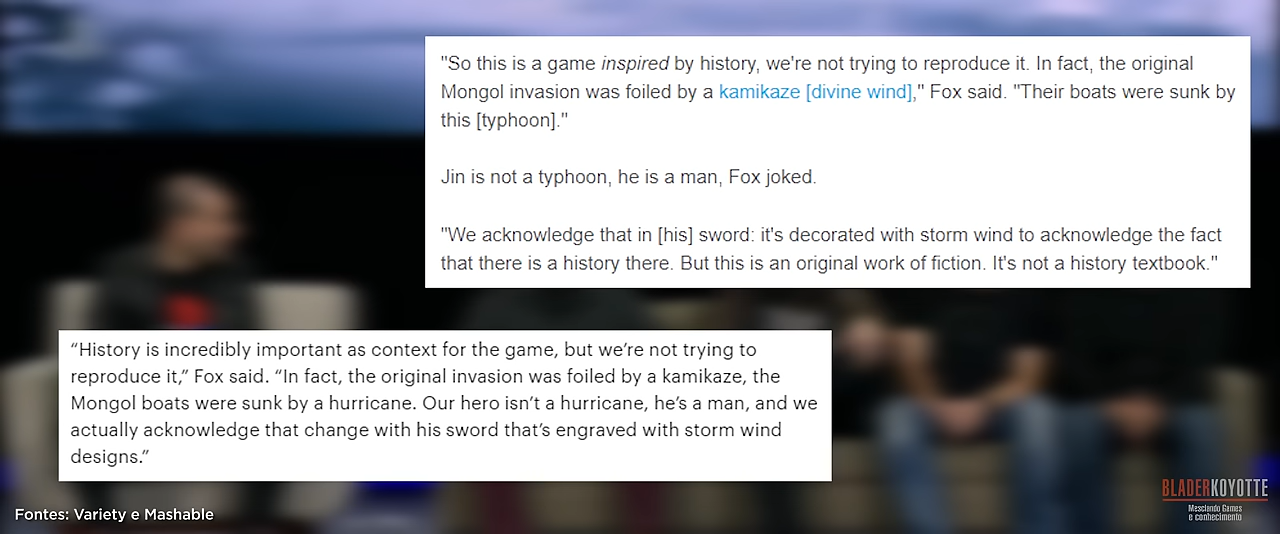 "So this is a game inspired by history, we're not trying to reproduce it. In fact, the original
Mongol invasion was foiled by a kamikaze [divine wind]," Fox said. "Their boats were sunk by
this [typhoon]."
Jin is not a typhoon, he is a man, Fox joked.
"We acknowledge that in [his] sword: it's decorated with storm wind to acknowledge the fact
that there is a history there. But this is an original work of fiction. It's not a history textbook."
“History is incredibly important as context for the game, but we’re not trying to
reproduce it,” Fox said. “In fact, the original invasion was foiled by a kamikaze, the
Mongol boats were sunk by a hurricane. Our hero isn’t a hurricane, he’s a man, and we
actually acknowledge that change with his sword that’s engraved with storm wind
designs.”
BLADERKOYOTTE
Mesclando Games
e conhecimento
Fontes: Variety e Mashable